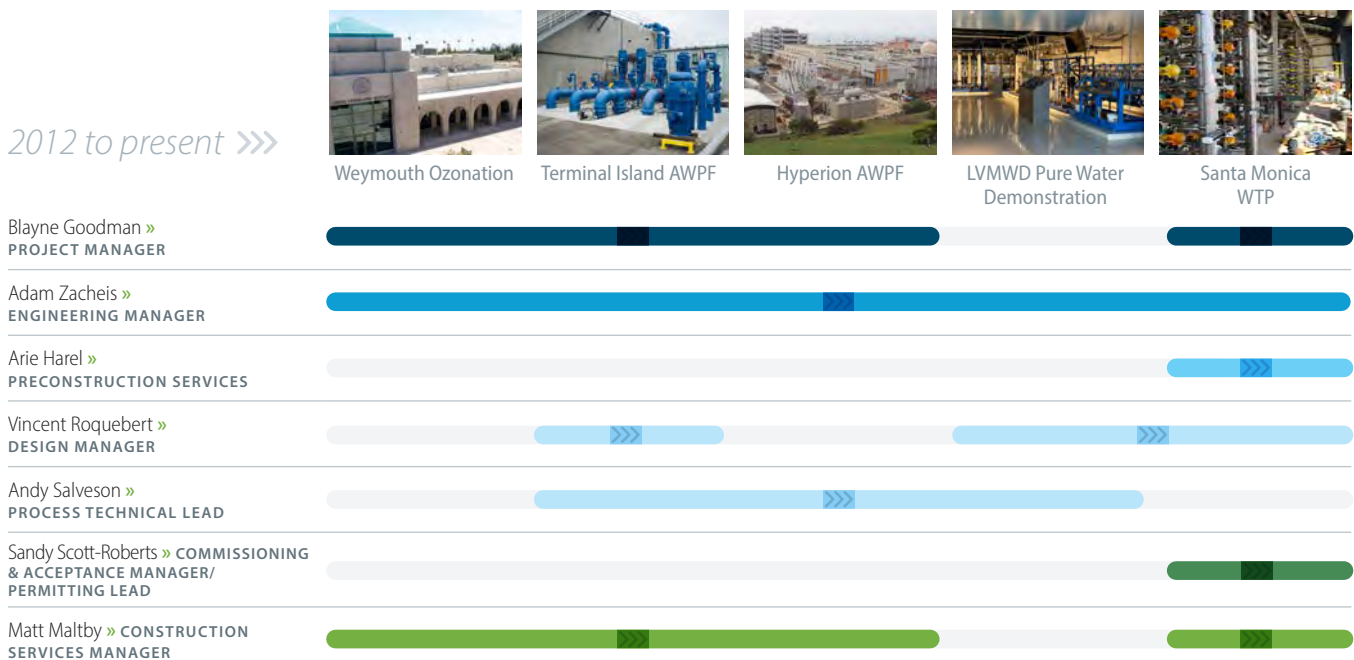 2012 to present >>>
Weymouth Ozonation
Terminal Island AWPF
Hyperion AWPF
LVMWD Pure Water
Demonstration
Santa Monica
WTP
Blayne Goodman »
PROJECT MANAGER
Adam Zacheis »
ENGINEERING MANAGER
Arie Harel »
PRECONSTRUCTION SERVICES
Vincent Roquebert »
DESIGN MANAGER
Andy Salveson »
PROCESS TECHNICAL LEAD
Sandy Scott-Roberts » COMMISSIONING
& ACCEPTANCE MANAGER/
PERMITTING LEAD
Matt Maltby » CONSTRUCTION
SERVICES MANAGER